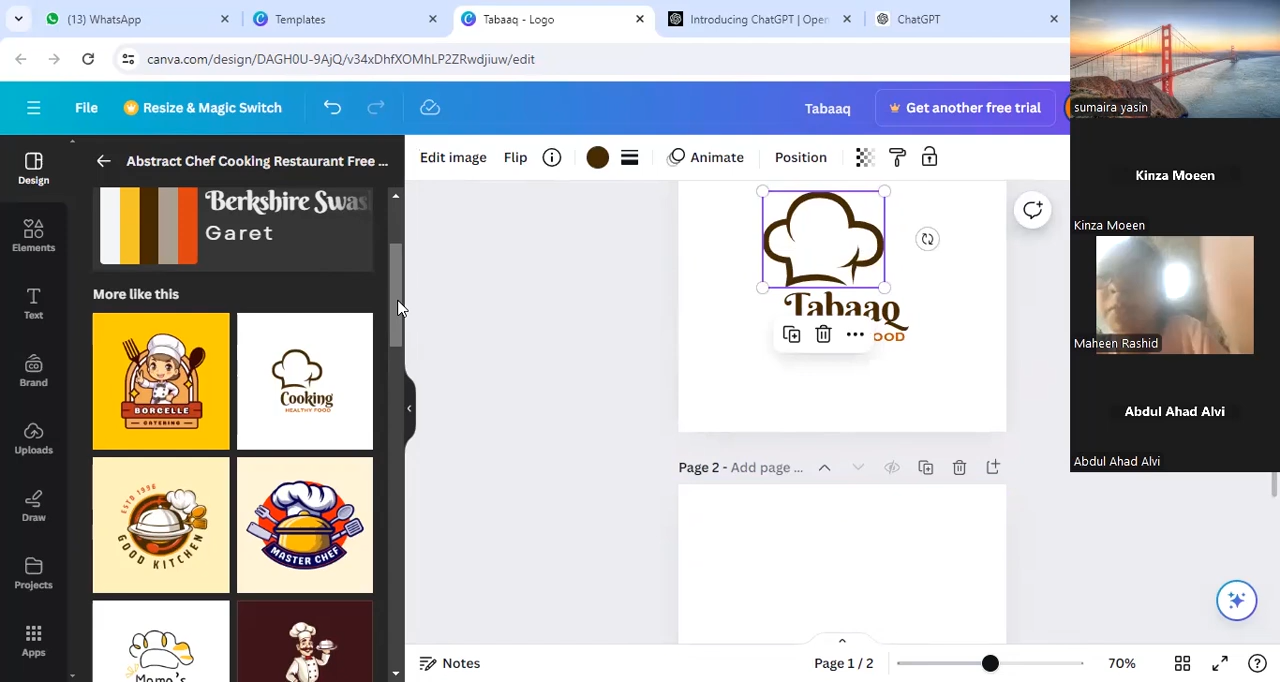 (13) WhatsApp
Templates
Tabaaq - Logo
Introducing ChatGPT | Open
ChatGPT
canva.com/design/DAGH0U-9AjQ/v34xDhfXOMhLP2ZRwdjiuw/edit
File
Resize & Magic Switch
Tabaaq
Get another free trial
sumaira yasin
Design
Abstract Chef Cooking Restaurant Free ...
Edit image
Flip
Animate
Position
Kinza Moeen
Kinza Moeen
Berkshire Swas
Garet
Elements
More like this
Text
Tabaaq
OOD
Maheen Rashid
BORCELLE
CATERING
Cooking
HEALTHY FOOD
Brand
Abdul Ahad Alvi
Abdul Ahad Alvi
Uploads
Page 2 - Add page ...
ESTD 1996
GOOD KITCHEN
MASTER CHEF
Draw
Projects
Apps
Mama's
Notes
Page 1 / 2
70%